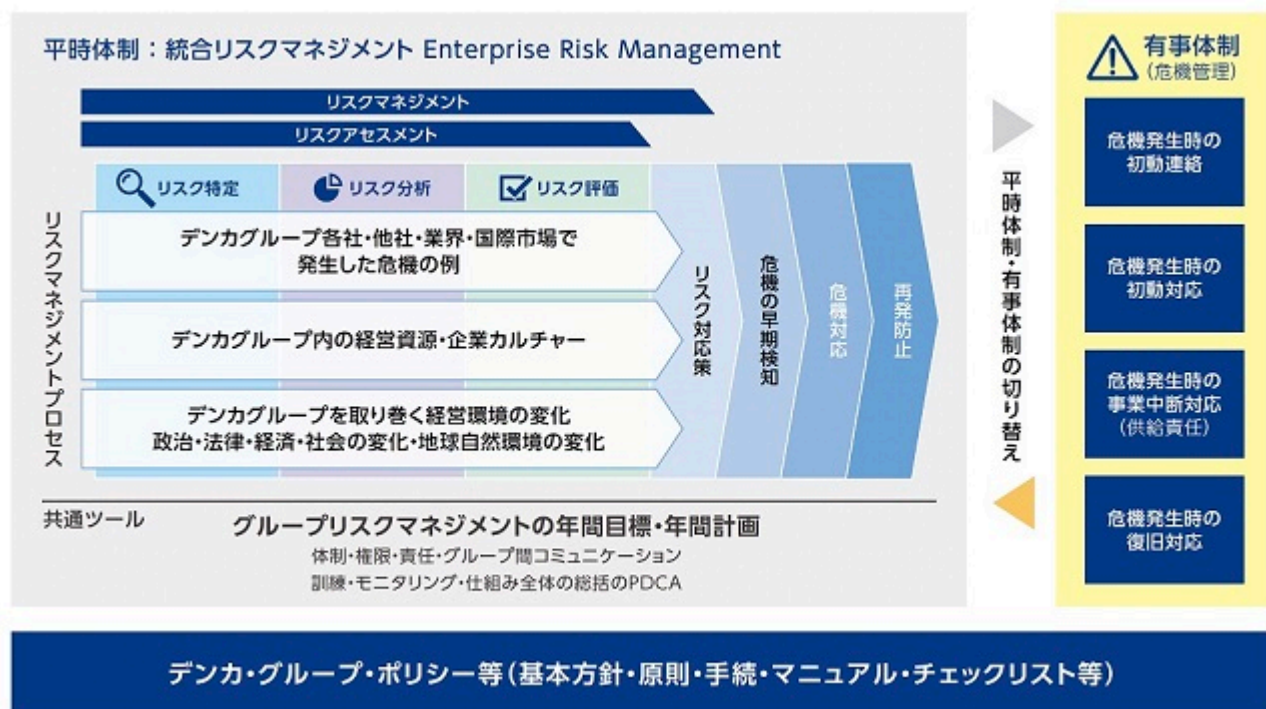 平時体制：統合リスクマネジメント Enterprise Risk Management
リスクマネジメント
リスクアセスメント
リスク特定
リスク分析
リスク評価
リスクマネジメントプロセス
デンカグループ各社・他社・業界・国際市場で
発生した危機の例
デンカグループ内の経営資源・企業カルチャー
デンカグループを取り巻く経営環境の変化
政治・法律・経済・社会の変化・地球自然環境の変化
リスク対応策
危機の早期検知
危機対応
再発防止
共通ツール
グループリスクマネジメントの年間目標・年間計画
体制・権限・責任・グループ間コミュニケーション
訓練・モニタリング・仕組み全体の総括のPDCA
平時体制・有事体制の切り替え
有事体制
（危機管理）
危機発生時の
初動連絡
危機発生時の
初動対応
危機発生時の
事業中断対応
（供給責任）
危機発生時の
復旧対応
デンカ・グループ・ポリシー等（基本方針・原則・手続・マニュアル・チェックリスト等）